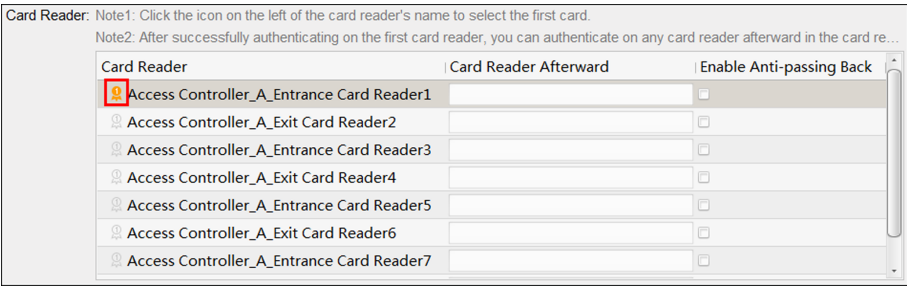 Card Reader: Note1: Click the icon on the left of the card reader's name to select the first card.
Note2: After successfully authenticating on the first card reader, you can authenticate on any card reader afterward in the card re...
Card Reader Card Reader Afterward Enable Anti-passing Back
Access Controller_A_Entrance Card Reader1
Access Controller_A_Exit Card Reader2
Access Controller_A_Entrance Card Reader3
Access Controller_A_Exit Card Reader4
Access Controller_A_Entrance Card Reader5
Access Controller_A_Exit Card Reader6
Access Controller_A_Entrance Card Reader7